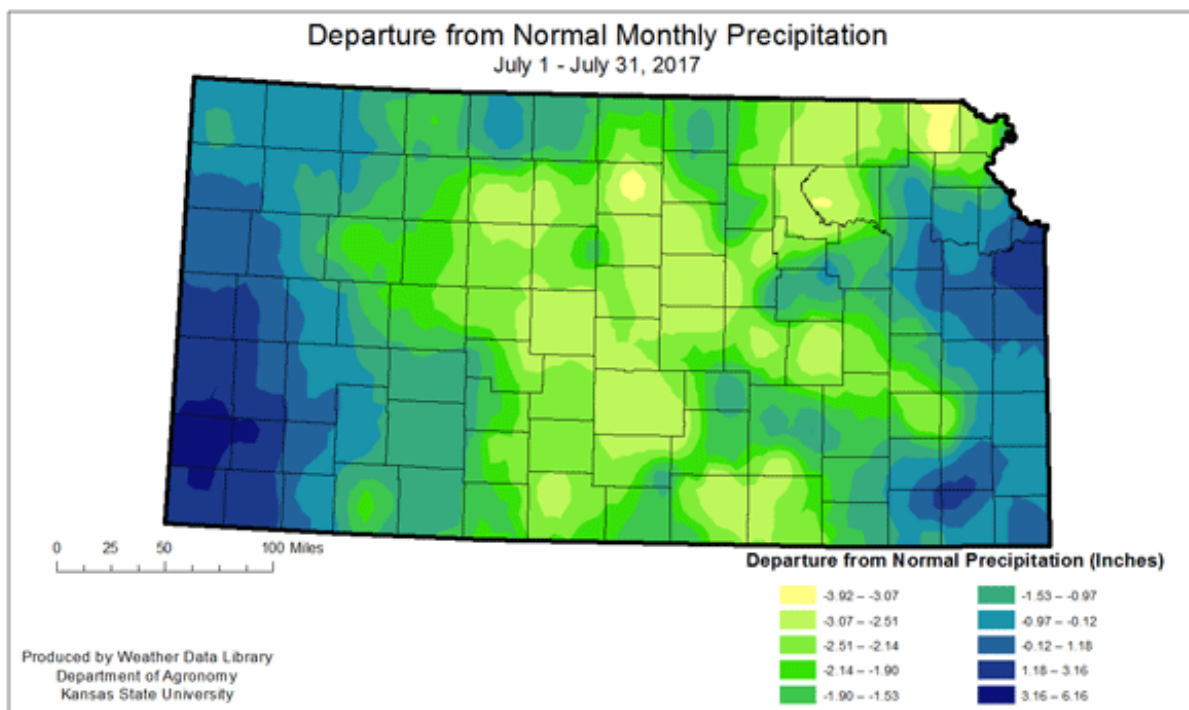 Departure from Normal Monthly Precipitation
July 1 - July 31, 2017
0 25 50 100 Miles
Departure from Normal Precipitation (Inches)
-3.92 – -3.07
-3.07 – -2.51
-2.51 – -2.14
-2.14 – -1.90
-1.90 – -1.53
-1.53 – -0.97
-0.97 – -0.12
-0.12 – 1.18
1.18 – 3.16
3.16 – 6.16
Produced by Weather Data Library
Department of Agronomy
Kansas State University